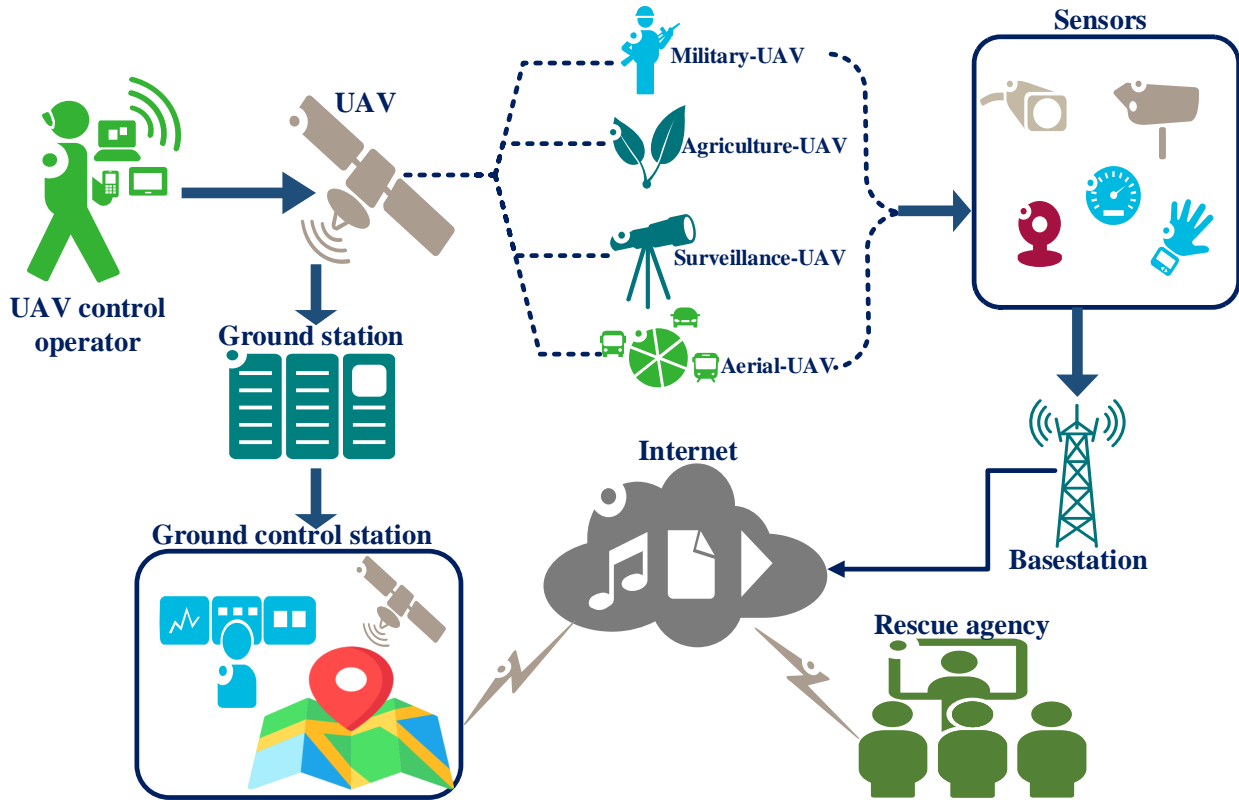 Sensors
Military-UAV
UAV
Agriculture-UAV
Surveillance-UAV
UAV control
operator
Ground station
Aerial-UAV
Internet
Ground control station
Basestation
Rescue agency